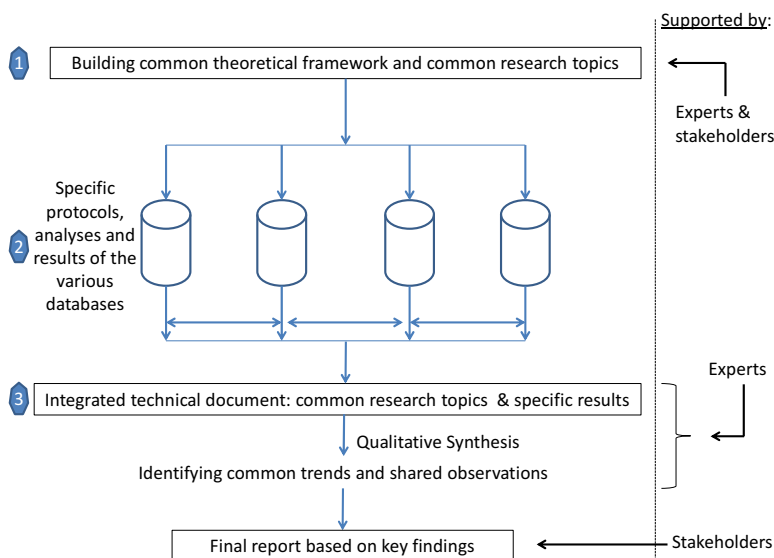 Supported by:
1
Building common theoretical framework and common research topics
Experts &
stakeholders
Specific
protocols,
analyses and
results of the
various
databases
2
3
Integrated technical document: common research topics & specific results
Experts
Qualitative Synthesis
Identifying common trends and shared observations
Final report based on key findings
Stakeholders